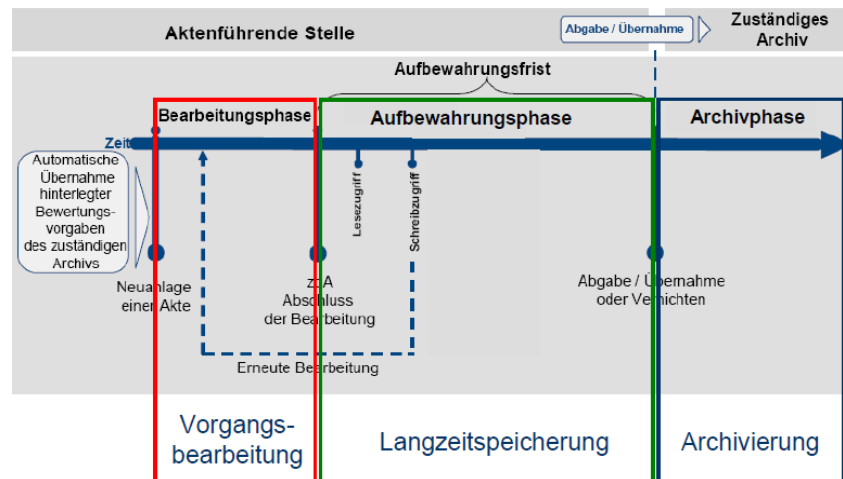 Aktenführende Stelle
Abgabe / Übernahme
Zuständiges
Archiv
Aufbewahrungsfrist
Bearbeitungsphase
Aufbewahrungsphase
Archivphase
Zeit
Automatische
Übernahme
hinterlegter
Bewertungs-
vorgaben
des zuständigen
Archivs
Lesezugriff
Schreibzugriff
Neuanlage
einer Akte
zdA
Abschluss
der Bearbeitung
Abgabe / Übernahme
oder Vernichten
Erneute Bearbeitung
Vorgangs-
bearbeitung
Langzeitspeicherung
Archivierung